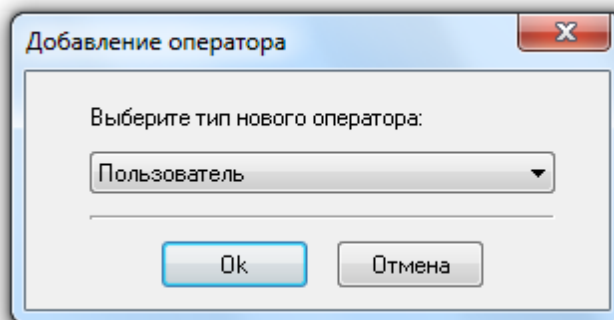 Добавление оператора
Выберите тип нового оператора:
Пользователь
Ok
Отмена